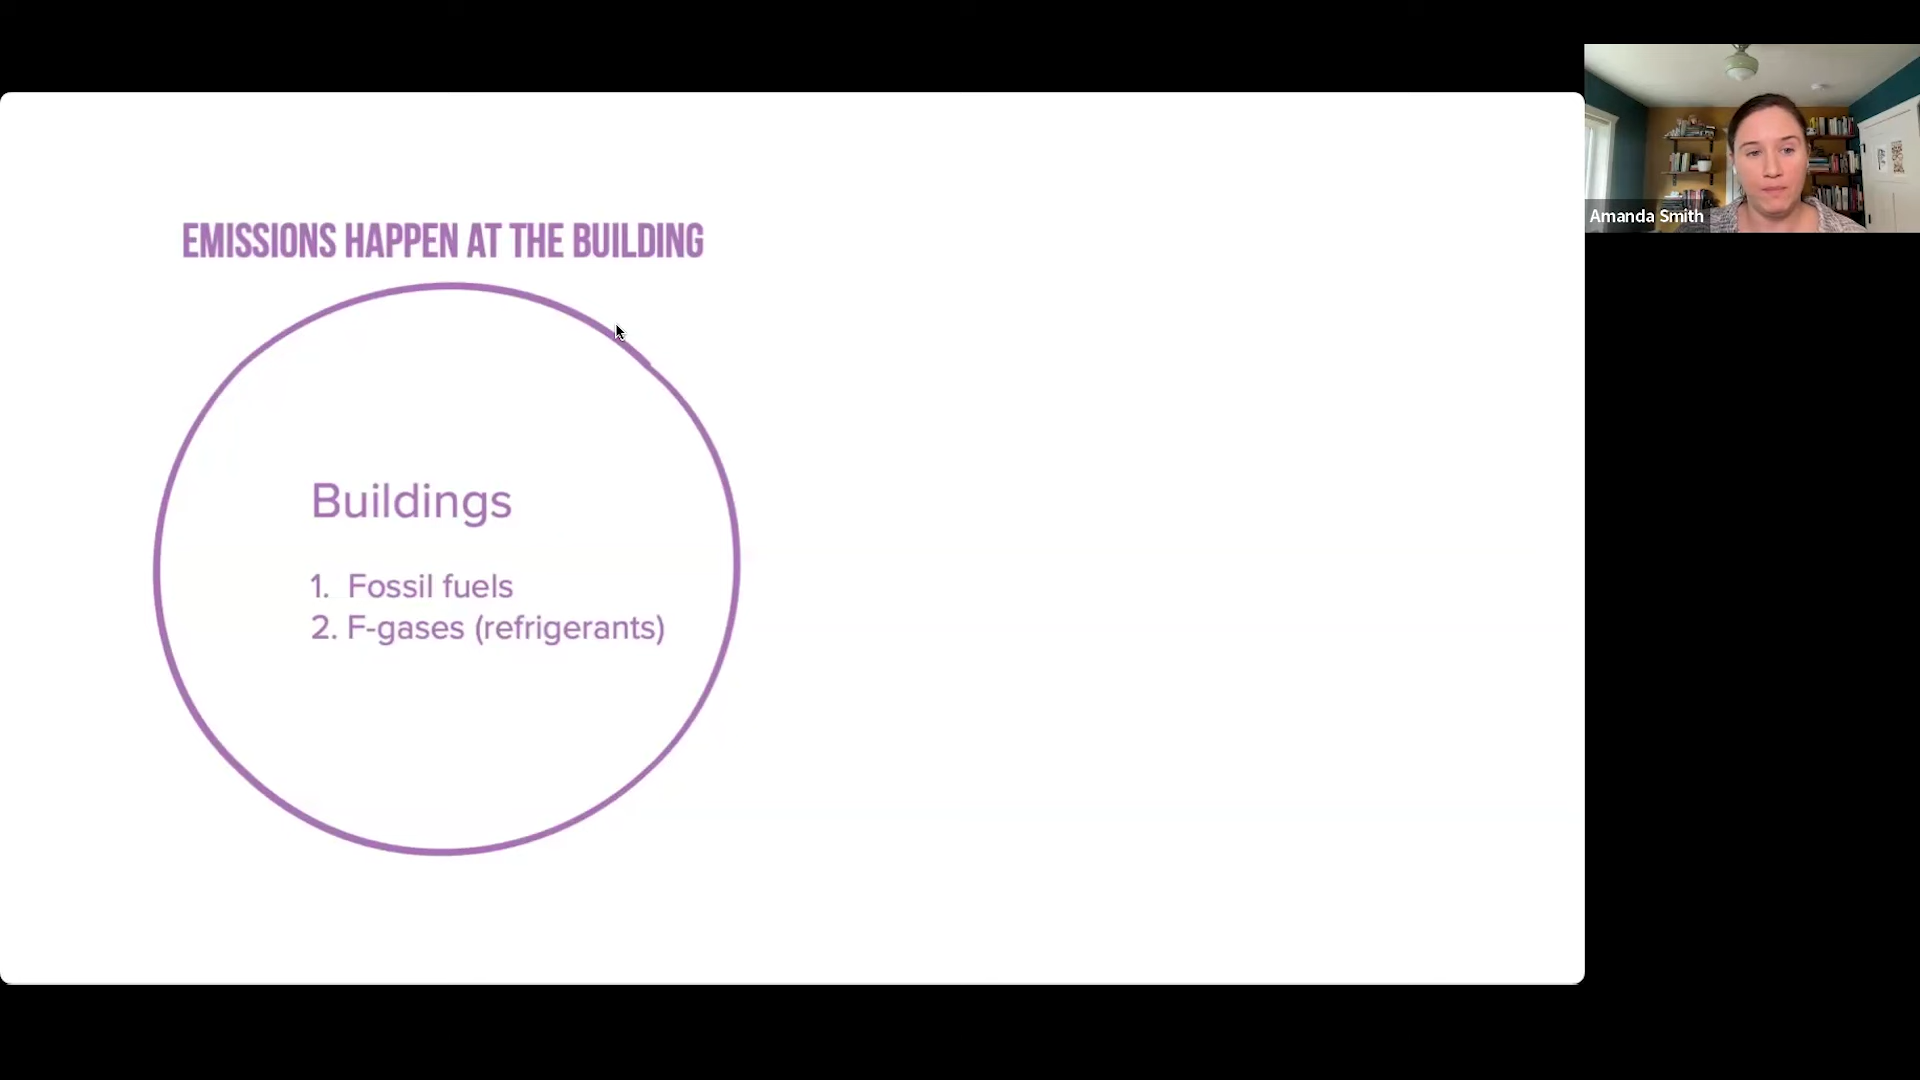 EMISSIONS HAPPEN AT THE BUILDING
Buildings
1. Fossil fuels
2. F-gases (refrigerants)
Amanda Smith